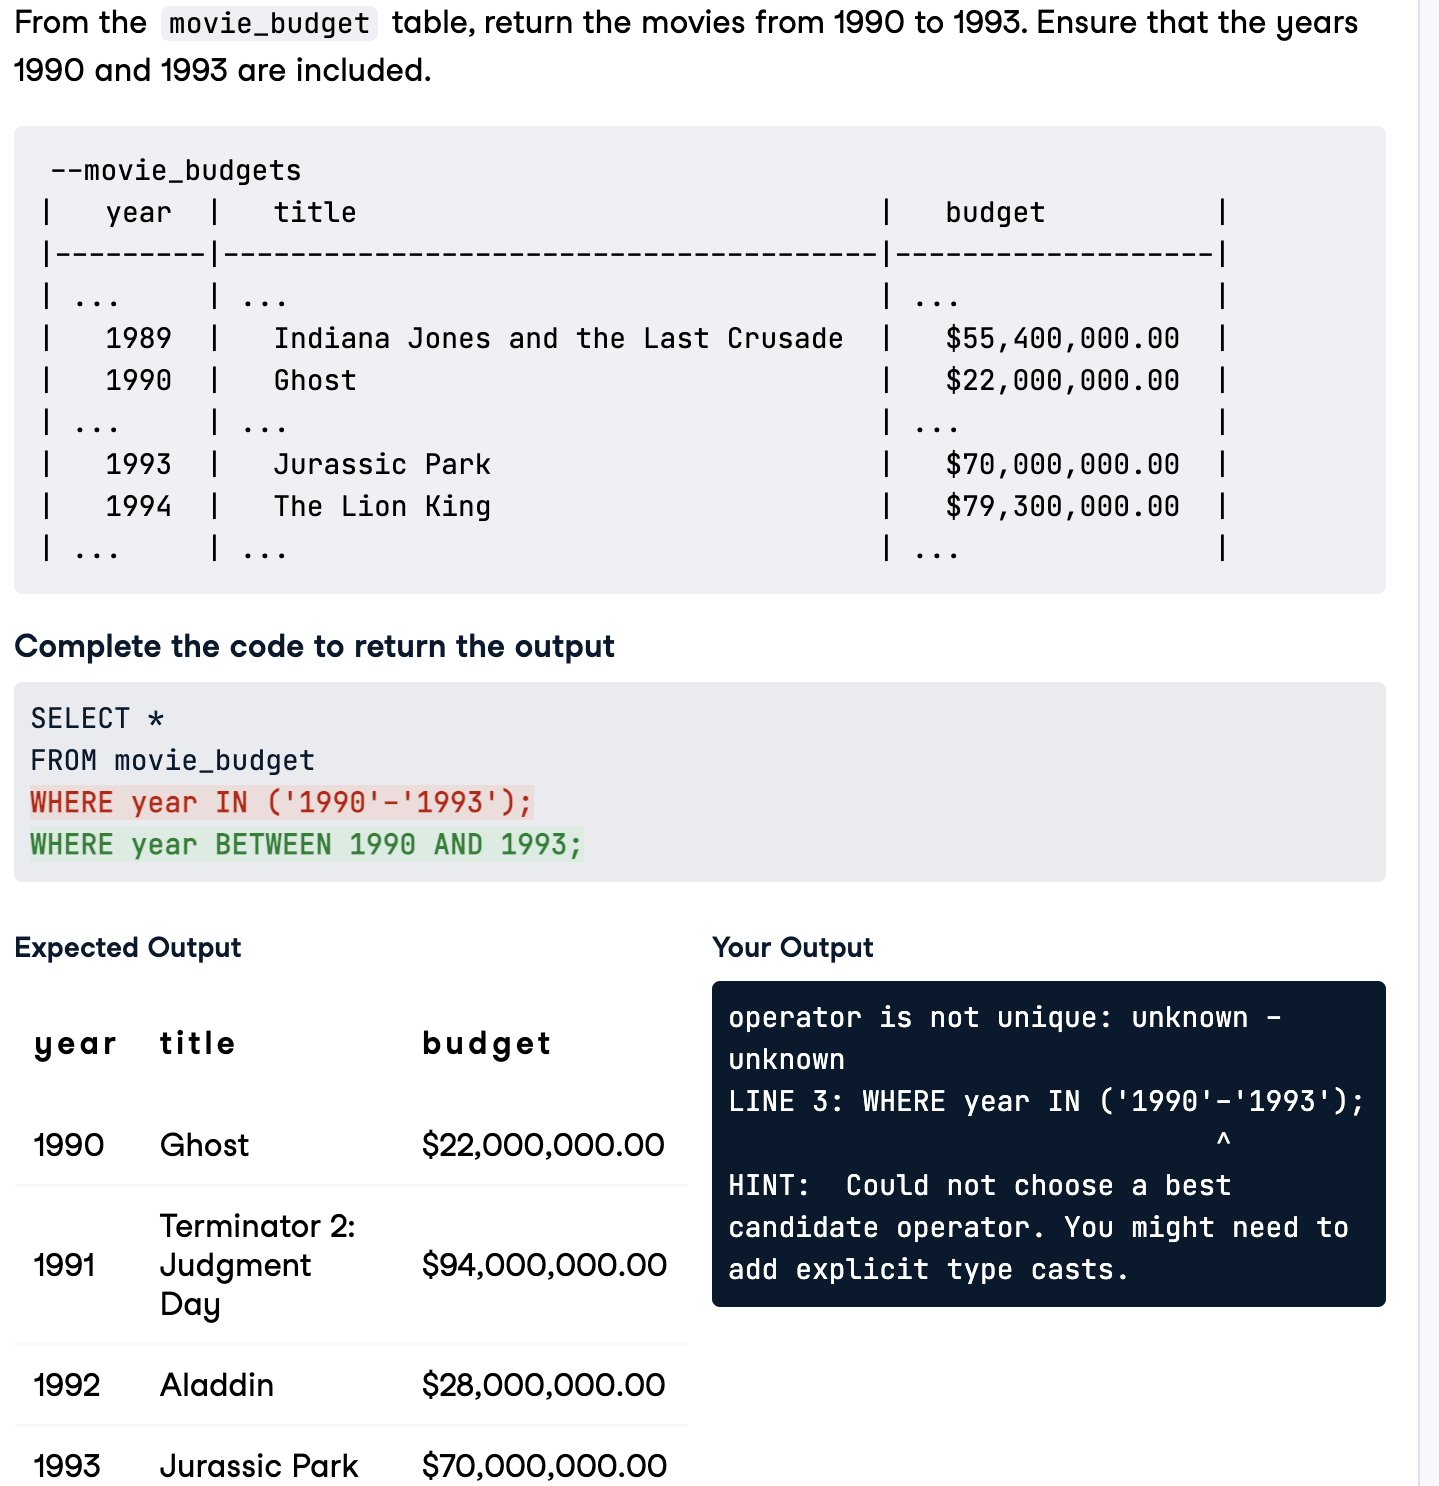 From the movie_budget table, return the movies from 1990 to 1993. Ensure that the years
1990 and 1993 are included.
--movie_budgets
|   year  |   title                               |   budget          |
|---------|---------------------------------------|-------------------|
| ...     | ...                                   | ...               |
|   1989  |   Indiana Jones and the Last Crusade  |   $55,400,000.00  |
|   1990  |   Ghost                               |   $22,000,000.00  |
| ...     | ...                                   | ...               |
|   1993  |   Jurassic Park                       |   $70,000,000.00  |
|   1994  |   The Lion King                       |   $79,300,000.00  |
| ...     | ...                                   | ...               |
Complete the code to return the output
SELECT *
FROM movie_budget
WHERE year IN ('1990'-'1993');
WHERE year BETWEEN 1990 AND 1993;
Expected Output
year title budget
1990 Ghost $22,000,000.00
1991 Terminator 2: Judgment Day $94,000,000.00
1992 Aladdin $28,000,000.00
1993 Jurassic Park $70,000,000.00
Your Output
operator is not unique: unknown -
unknown
LINE 3: WHERE year IN ('1990'-'1993');
                             ^
HINT:  Could not choose a best
candidate operator. You might need to
add explicit type casts.